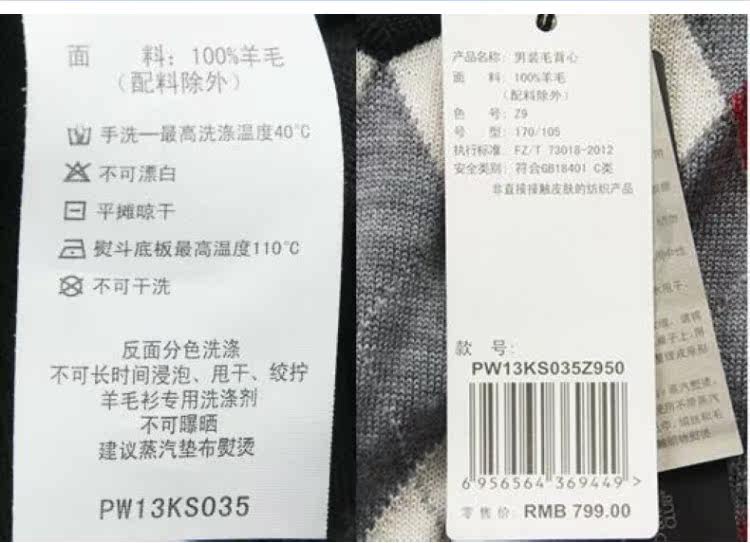 面 料: 100%羊毛
(配料除外)
手洗—最高洗涤温度40℃
不可漂白
平摊晾干
熨斗底板最高温度110℃
不可干洗
反面分色洗涤
不可长时间浸泡、甩干、绞拧
羊毛衫专用洗涤剂
不可曝晒
建议蒸汽垫布熨烫
PW13KS035
产品名称: 男装毛背心
面 料: 100%羊毛
(配料除外)
色 号: Z9
号 型: 170/105
执行标准: FZ/T 73018-2012
安全类别: 符合GB18401 C类
非直接接触皮肤的纺织产品
款 号:
PW13KS035Z950
6 956564 369449 >
零售价: RMB 799.00